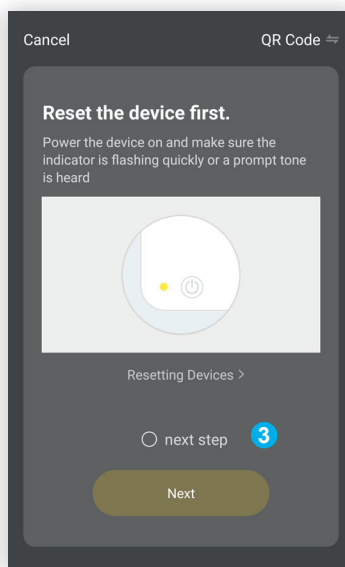 Cancel
QR Code
Reset the device first.
Power the device on and make sure the
indicator is flashing quickly or a prompt tone
is heard
Resetting Devices >
next step
3
Next